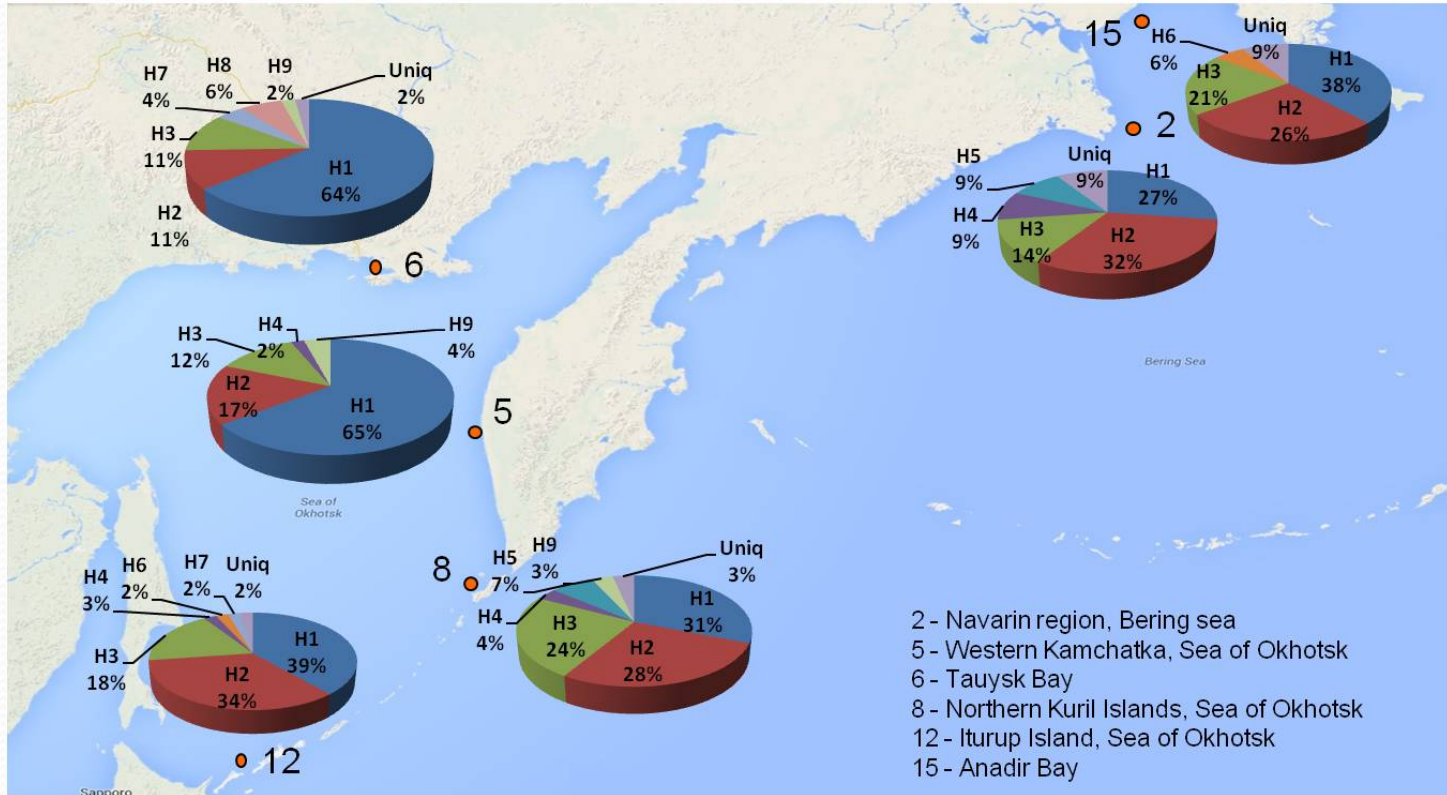 H7
4%
H8
6%
H9
2%
Uniq
2%
H3
11%
H2
11%
H1
64%
6
15
H6
6%
Uniq
9%
H1
38%
H3
21%
H2
26%
2
H5
9%
Uniq
9%
H1
27%
H4
9%
H3
14%
H2
32%
Bering Sea
H3
12%
H4
2%
H9
4%
H2
17%
H1
65%
5
Sea of
Okhotsk
H4
3%
H6
2%
H7
2%
Uniq
2%
H3
18%
H1
39%
H2
34%
12
Sapporo
8
H5
7%
H9
3%
Uniq
3%
H4
4%
H3
24%
H1
31%
H2
28%
2 - Navarin region, Bering sea
5 - Western Kamchatka, Sea of Okhotsk
6 - Tauysk Bay
8 - Northern Kuril Islands, Sea of Okhotsk
12 - Iturup Island, Sea of Okhotsk
15 - Anadir Bay